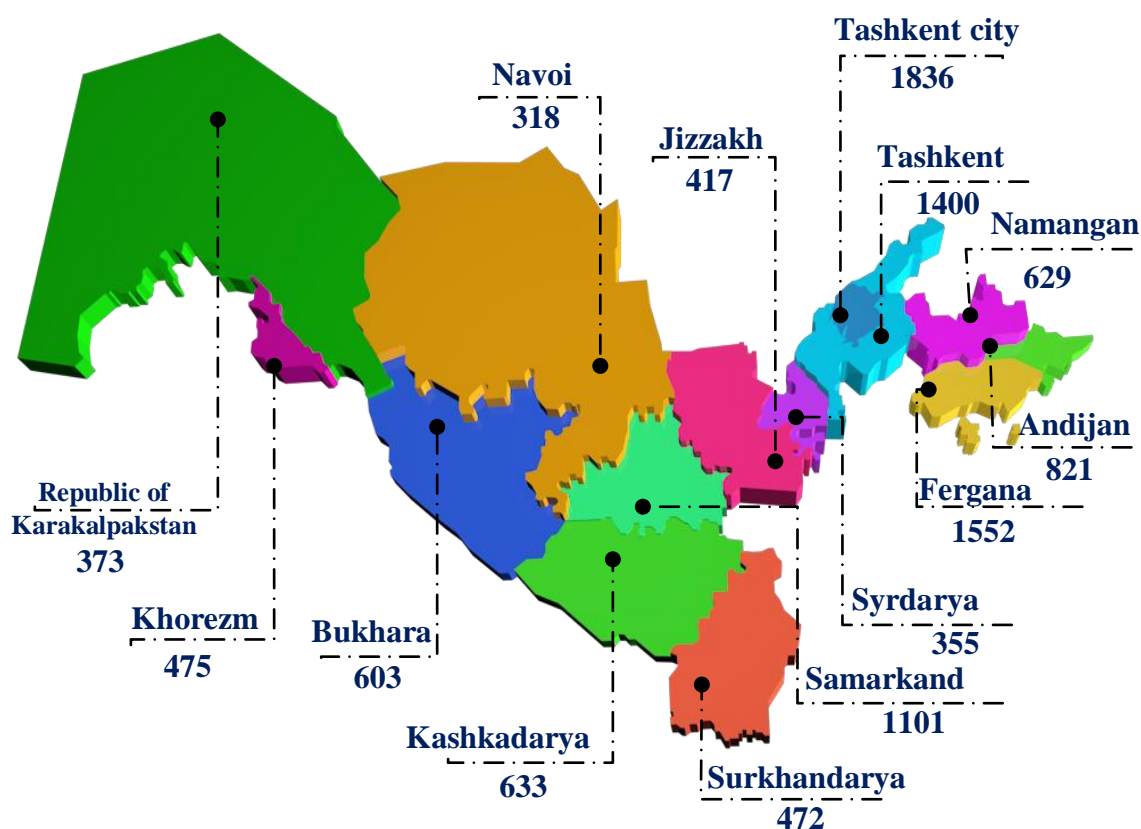 Tashkent city
1836
Navoi
318
Jizzakh
417
Tashkent
1400
Namangan
629
Andijan
821
Fergana
1552
Republic of
Karakalpakstan
373
Khorezm
475
Bukhara
603
Syrdarya
355
Samarkand
1101
Kashkadarya
633
Surkhandarya
472